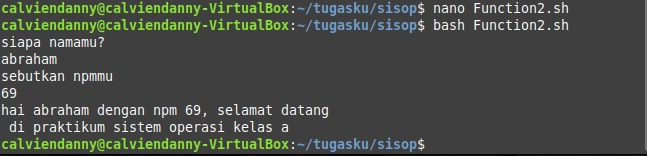 calviendanny@calviendanny-VirtualBox:~/tugasku/sisop$ nano Function2.sh
calviendanny@calviendanny-VirtualBox:~/tugasku/sisop$ bash Function2.sh
siapa namamu?
abraham
sebutkan npmmu
69
hai abraham dengan npm 69, selamat datang
 di praktikum sistem operasi kelas a
calviendanny@calviendanny-VirtualBox:~/tugasku/sisop$